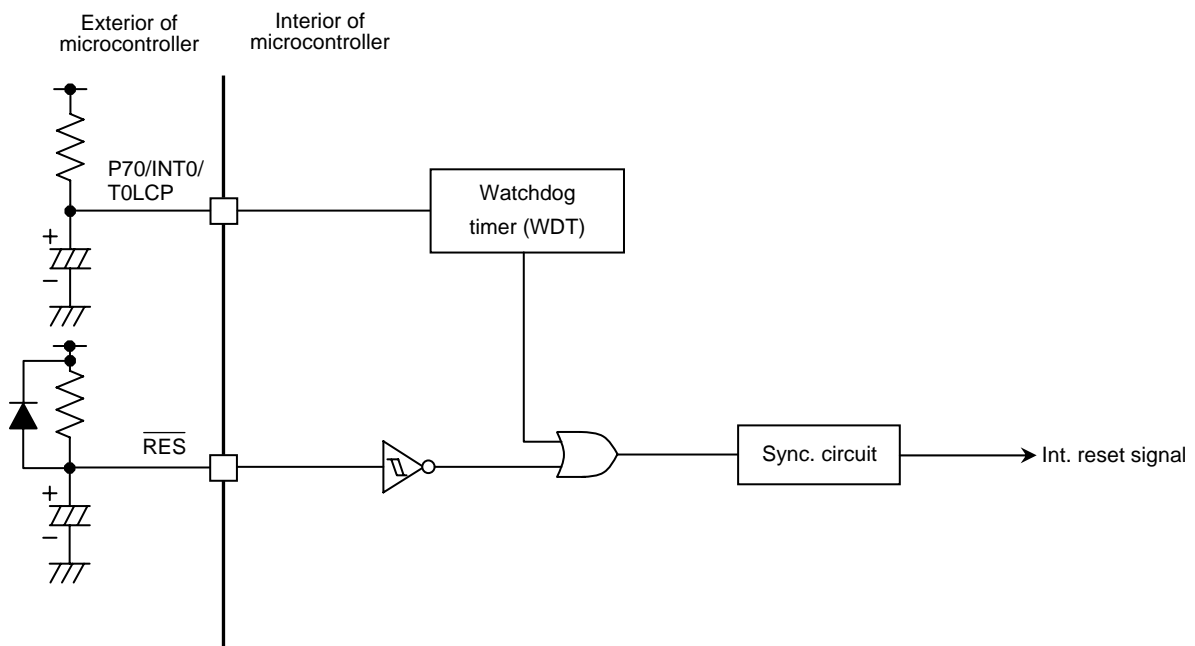 Exterior of
microcontroller
Interior of
microcontroller
P70/INT0/
T0LCP
Watchdog
timer (WDT)
+
−
RES
Sync. circuit
Int. reset signal
+
−